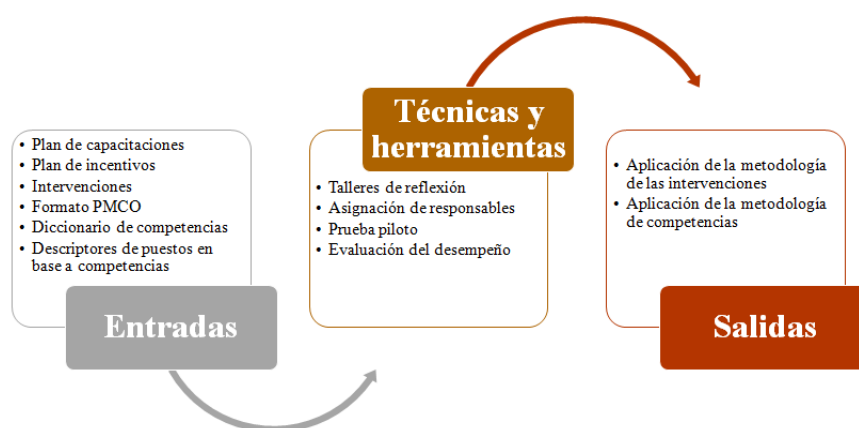 • Plan de capacitaciones
• Plan de incentivos
• Intervenciones
• Formato PMCO
• Diccionario de competencias
• Descriptores de puestos en
base a competencias
Entradas
Técnicas y
herramientas
• Talleres de reflexión
• Asignación de responsables
• Prueba piloto
• Evaluación del desempeño
• Aplicación de la metodología
de las intervenciones
• Aplicación de la metodología
de competencias
Salidas